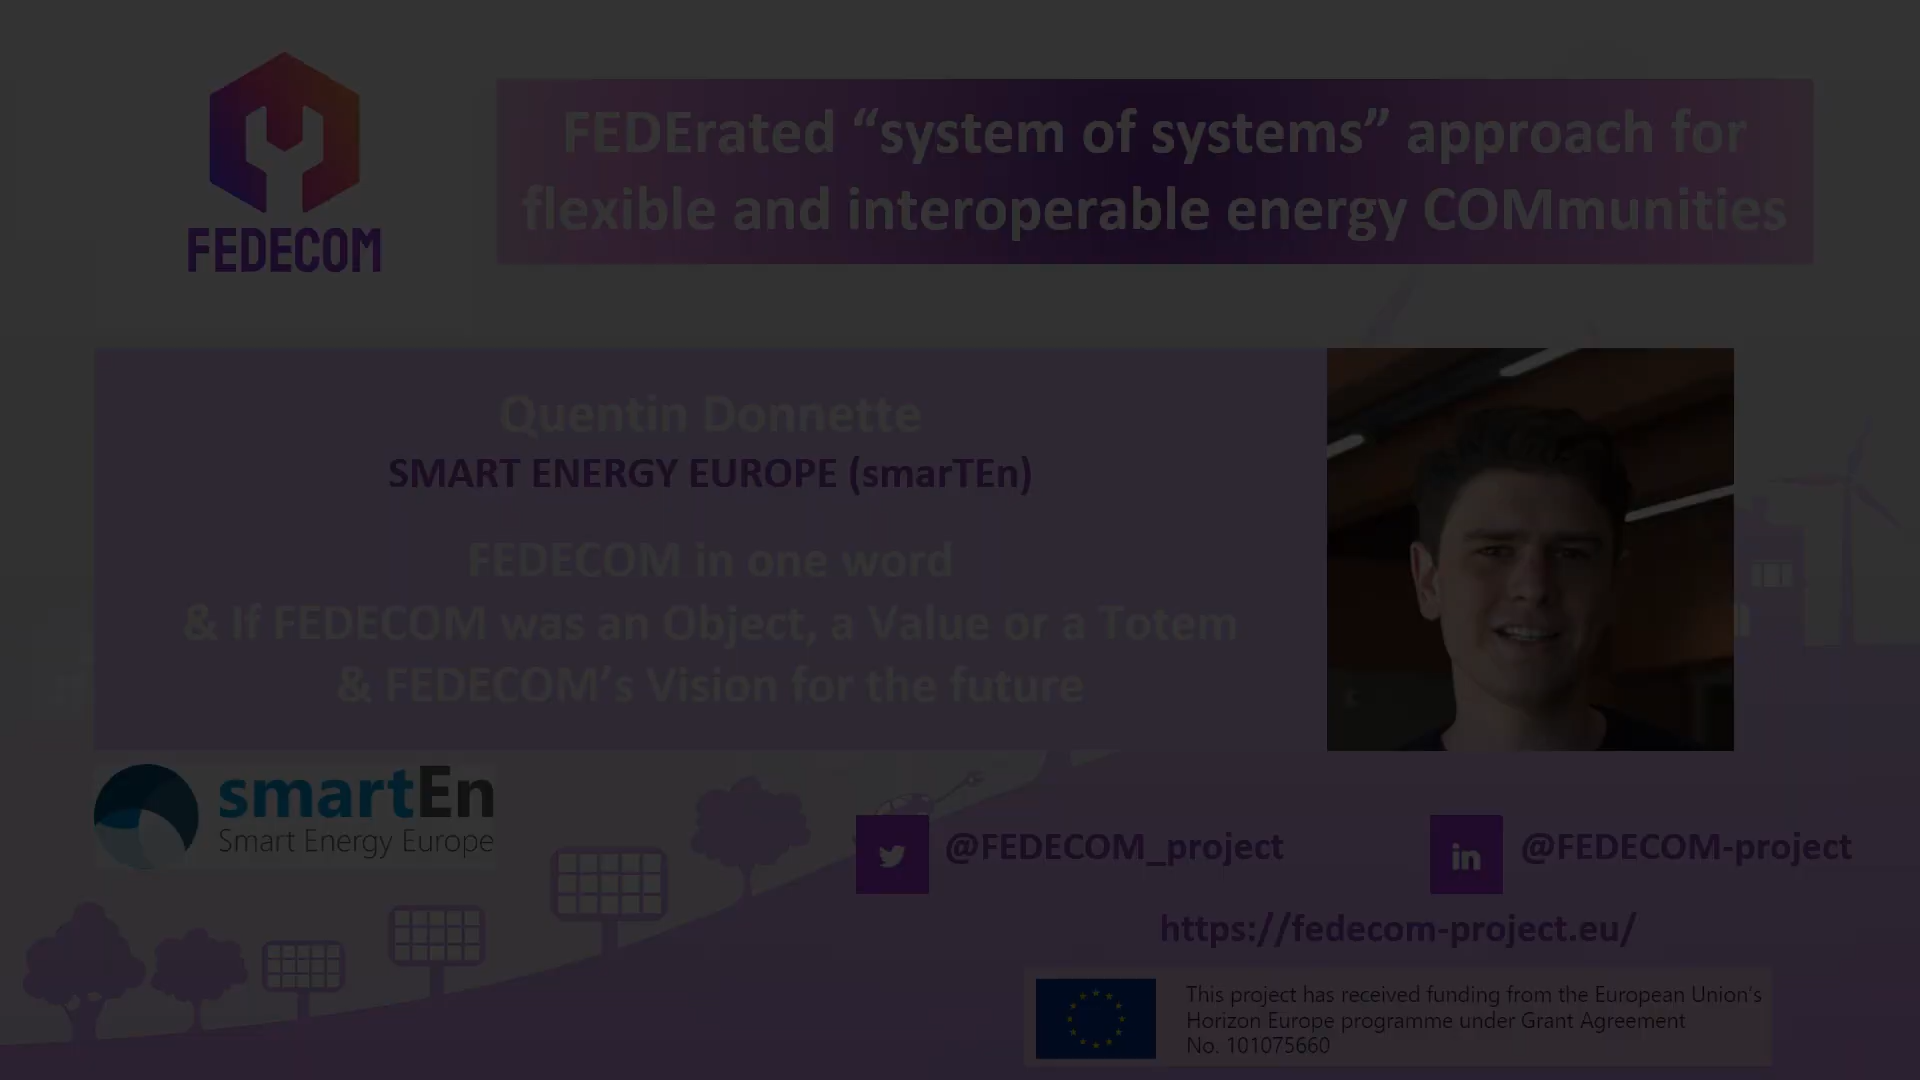 FEDECOM
FEDErated “system of systems” approach for
flexible and interoperable energy COMmunities
Quentin Donnette
SMART ENERGY EUROPE (smarTEn)
FEDECOM in one word
& If FEDECOM was an Object, a Value or a Totem
& FEDECOM’s Vision for the future
smartEn
Smart Energy Europe
@FEDECOM_project
in @FEDECOM-project
https://fedecom-project.eu/
This project has received funding from the European Union's
Horizon Europe programme under Grant Agreement
No. 101075660